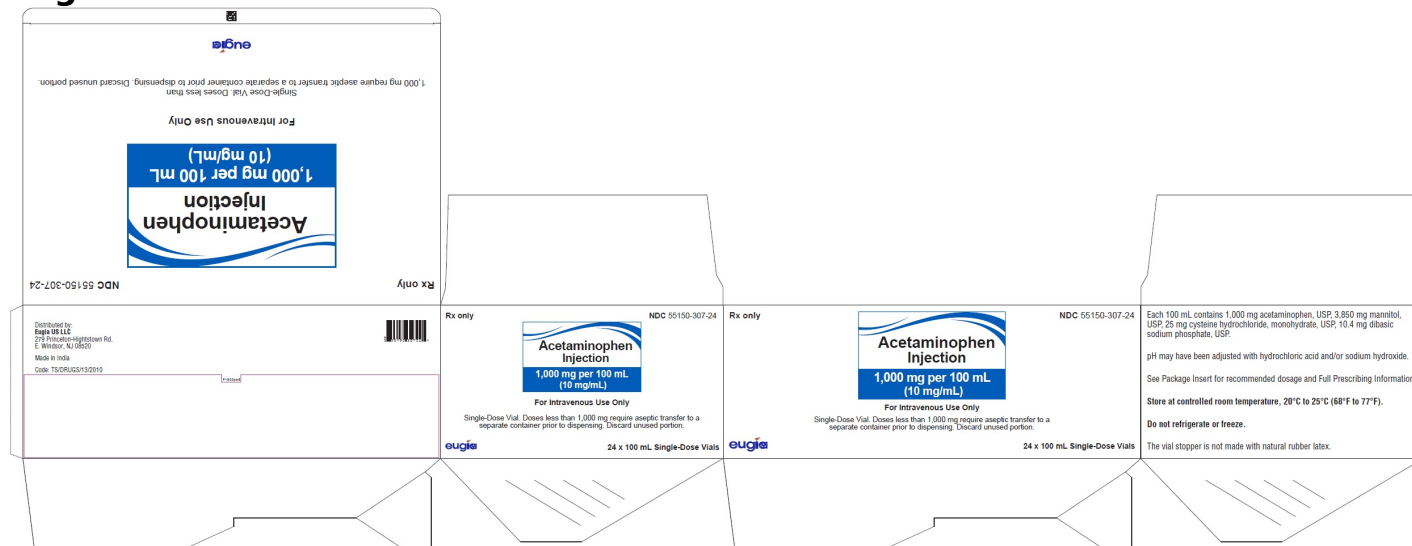 eugia
1,000 mg require aseptic transfer to a separate container prior to dispensing. Discard unused portion.
Single-Dose Vial. Doses less than
For Intravenous Use Only
(10 mg/mL)
1,000 mg per 100 mL
Injection
Acetaminophen
NDC 55150-307-24
Rx only
Distributed by:
Eugia US LLC
279 Princeton-Hightstown Rd.
E. Windsor, NJ 08520
Made in India
Code: TS/DRUGS/13/2010
Rx only
NDC 55150-307-24
Acetaminophen
Injection
1,000 mg per 100 mL
(10 mg/mL)
For Intravenous Use Only
Single-Dose Vial. Doses less than 1,000 mg require aseptic transfer to a
separate container prior to dispensing. Discard unused portion.
eugia
24 x 100 mL Single-Dose Vials
Rx only
NDC 55150-307-24
Acetaminophen
Injection
1,000 mg per 100 mL
(10 mg/mL)
For Intravenous Use Only
Single-Dose Vial. Doses less than 1,000 mg require aseptic transfer to a
separate container prior to dispensing. Discard unused portion.
eugia
24 x 100 mL Single-Dose Vials
Each 100 mL contains 1,000 mg acetaminophen, USP, 3,850 mg mannitol,
USP, 25 mg cysteine hydrochloride, monohydrate, USP, 10.4 mg dibasic
sodium phosphate, USP.
pH may have been adjusted with hydrochloric acid and/or sodium hydroxide.
See Package Insert for recommended dosage and Full Prescribing Information
Store at controlled room temperature, 20°C to 25°C (68°F to 77°F).
Do not refrigerate or freeze.
The vial stopper is not made with natural rubber latex.